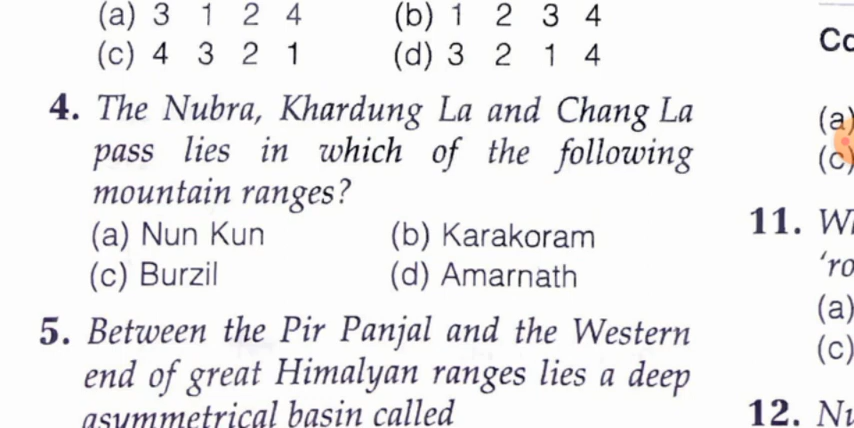 (a) 3 1 2 4 (b) 1 2 3 4
(c) 4 3 2 1 (d) 3 2 1 4
4. The Nubra, Khardung La and Chang La
pass lies in which of the following
mountain ranges?
(a) Nun Kun (b) Karakoram
(c) Burzil (d) Amarnath
5. Between the Pir Panjal and the Western
end of great Himalyan ranges lies a deep
asymmetrical basin called
(a)
(c)
11.
'ro
(a)
(c)
12.